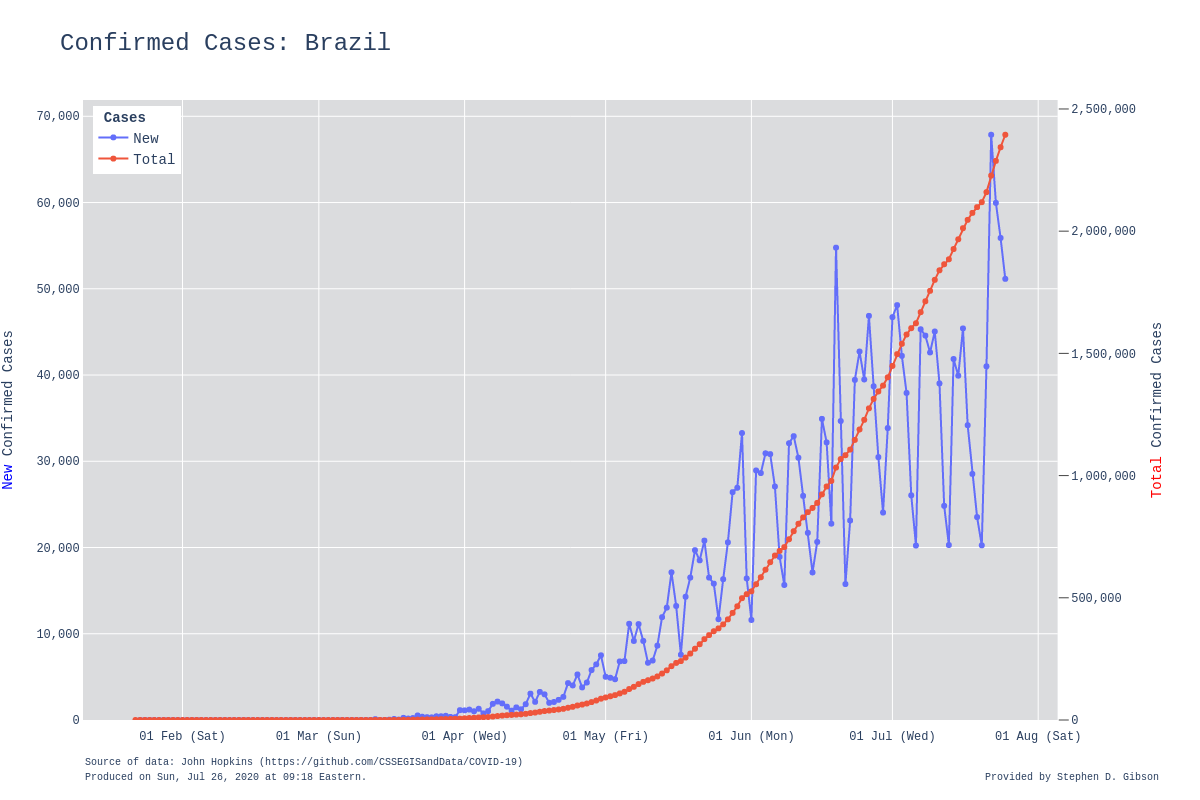 Confirmed Cases: Brazil
Cases
New
Total
70,000
60,000
50,000
40,000
30,000
20,000
10,000
0
2,500,000
2,000,000
1,500,000
1,000,000
500,000
0
New Confirmed Cases
Total Confirmed Cases
01 Feb (Sat)
01 Mar (Sun)
01 Apr (Wed)
01 May (Fri)
01 Jun (Mon)
01 Jul (Wed)
01 Aug (Sat)
Source of data: John Hopkins (https://github.com/CSSEGISandData/COVID-19)
Produced on Sun, Jul 26, 2020 at 09:18 Eastern.
Provided by Stephen D. Gibson